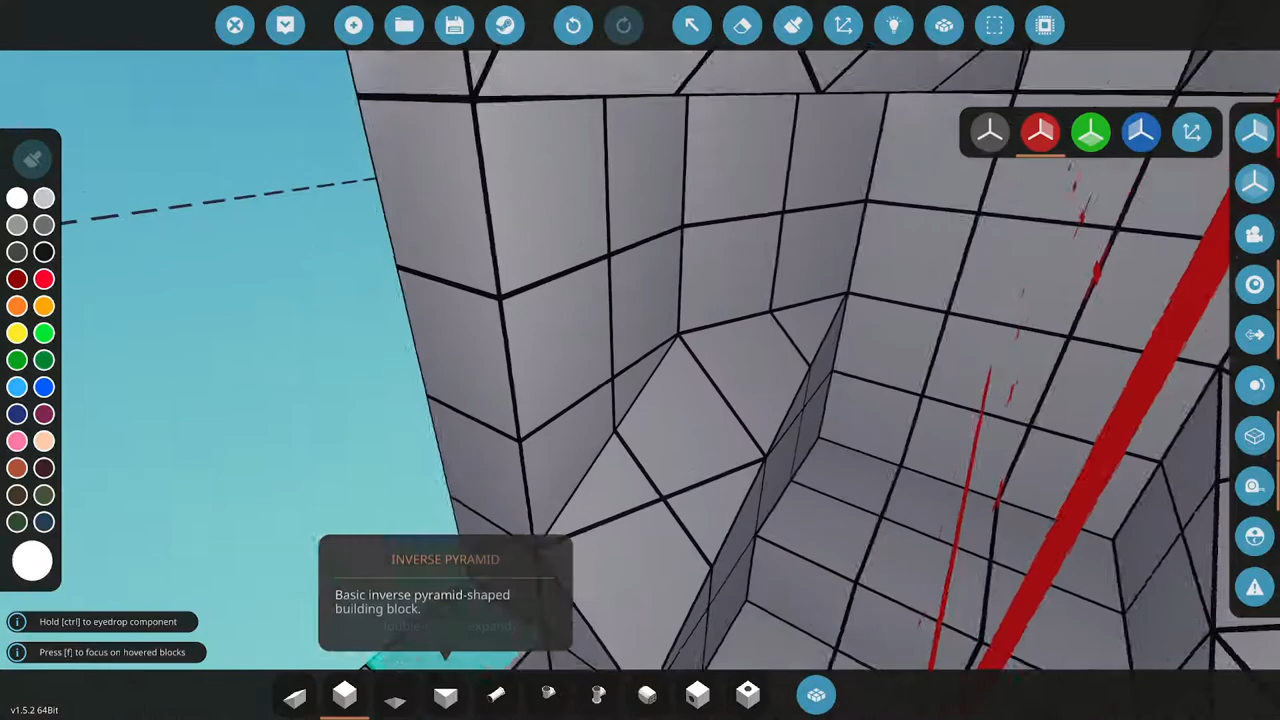 INVERSE PYRAMID
Basic inverse pyramid-shaped
building block.
Hold [ctrl] to eyedrop component
Press [f] to focus on hovered blocks
v1.5.2 64Bit